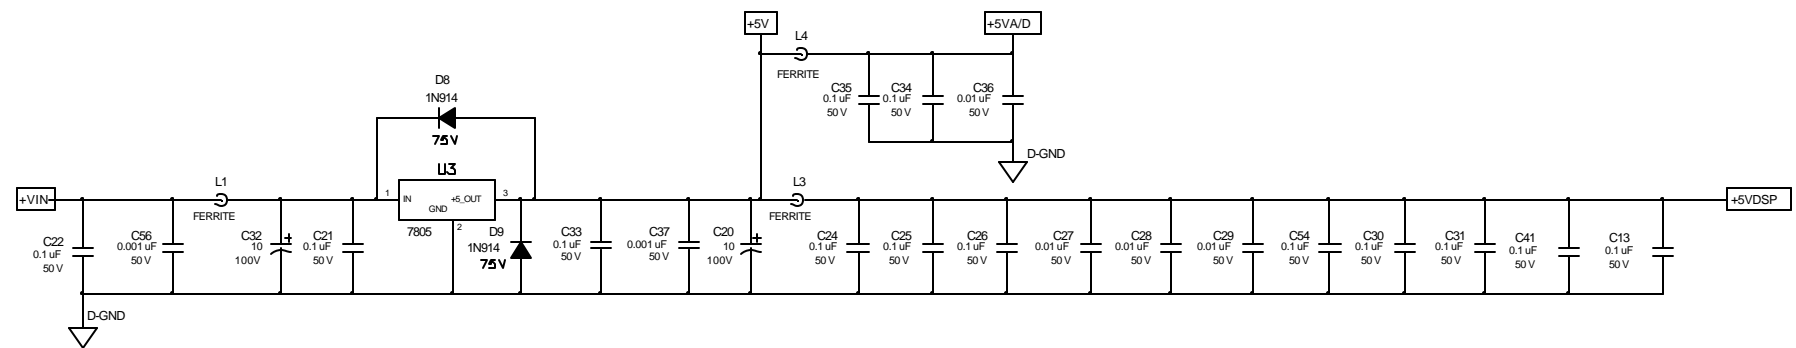 +5V
+5VA/D
L4
FERRITE
C35
0.1 uF
50 V
C34
0.1 uF
50 V
C36
0.01 uF
50 V
D-GND
D8
1N914
75V
U3
+VIN
L1
FERRITE
1
IN
+5_OUT
GND
3
2
7805
L3
FERRITE
+5VDSP
C22
0.1 uF
50 V
C56
0.001 uF
50 V
C32
10
100V
+
C21
0.1 uF
50 V
D9
1N914
75V
C33
0.1 uF
50 V
C37
0.001 uF
50 V
C20
10
100V
+
C24
0.1 uF
50 V
C25
0.1 uF
50 V
C26
0.1 uF
50 V
C27
0.01 uF
50 V
C28
0.01 uF
50 V
C29
0.01 uF
50 V
C54
0.1 uF
50 V
C30
0.1 uF
50 V
C31
0.1 uF
50 V
C41
0.1 uF
50 V
C13
0.1 uF
50 V
D-GND